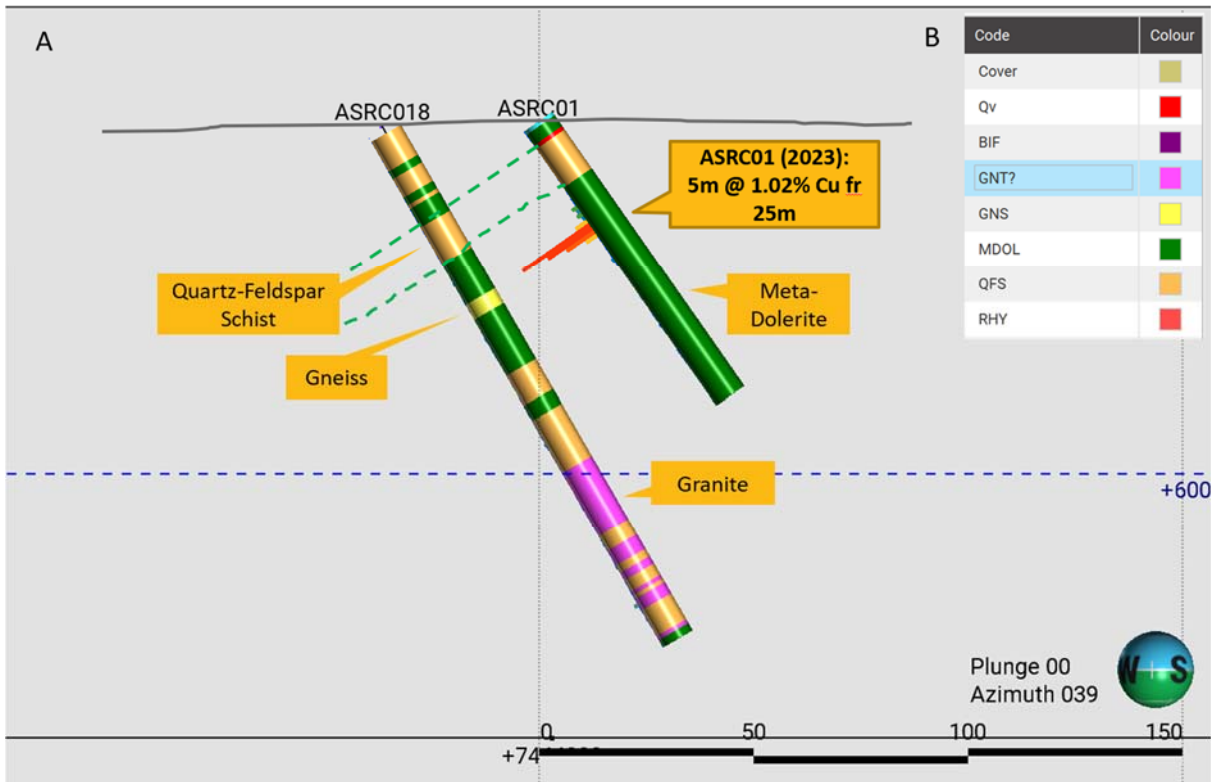 A
B
Code Colour
Cover
Qv
BIF
GNT?
GNS
MDOL
QFS
RHY
ASRC018
ASRC01
ASRC01 (2023):
5m @ 1.02% Cu fr
25m
Quartz-Feldspar
Schist
Meta-
Dolerite
Gneiss
Granite
+600
Plunge 00
Azimuth 039
W + S
0 50 100 150